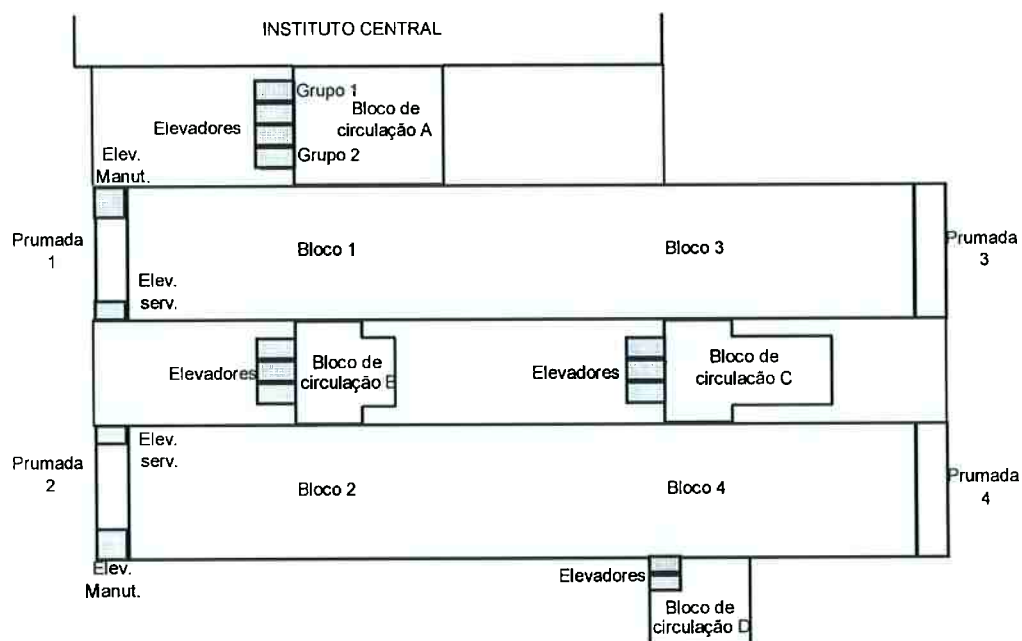 INSTITUTO CENTRAL
Grupo 1
Bloco de
circulação A
Elevadores
Grupo 2
Elev.
Manut.
Prumada
1
Bloco 1
Bloco 3
Prumada
3
Elev.
serv.
Elevadores
Bloco de
circulação E
Elevadores
Bloco de
circulacão C
Elev.
serv.
Prumada
2
Bloco 2
Bloco 4
Prumada
4
Elev.
Manut.
Elevadores
Bloco de
circulação D